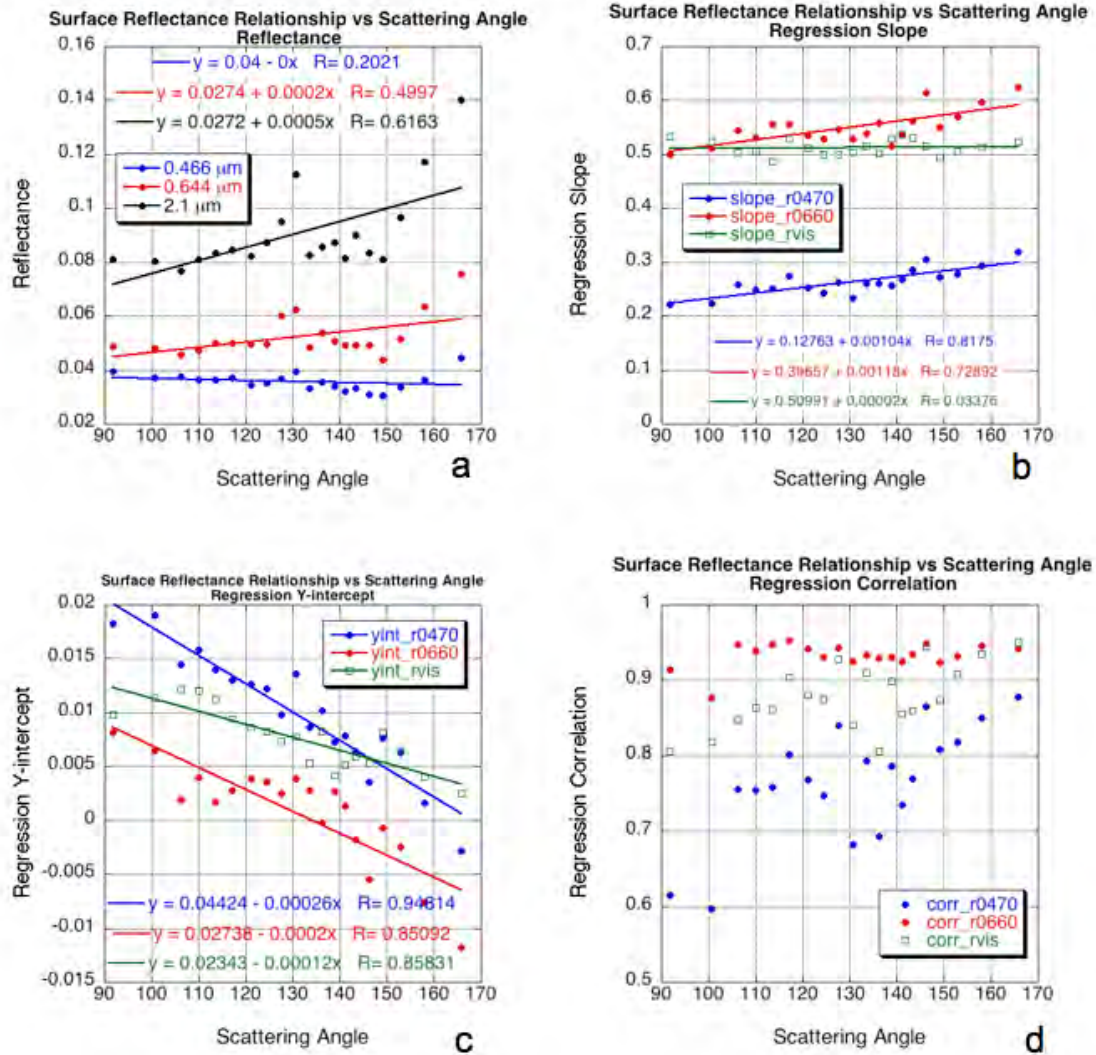 Surface Reflectance Relationship vs Scattering Angle
Reflectance
0.16
0.14
0.12
0.1
0.08
0.06
0.04
0.02
y = 0.04 - 0x R= 0.2021
y = 0.0274 + 0.0002x R= 0.4997
y = 0.0272 + 0.0005x R= 0.6163
0.466 µm
0.644 µm
2.1 µm
Reflectance
90 100 110 120 130 140 150 160 170
Scattering Angle
a
Surface Reflectance Relationship vs Scattering Angle
Regression Slope
0.7
0.6
0.5
0.4
0.3
0.2
0.1
0
slope_r0470
slope_r0660
slope_rvis
y = 0.12763 + 0.00104x R= 0.8175
y = 0.39657 + 0.00118x R= 0.72892
y = 0.50991 + 0.00002x R= 0.03376
Regression Slope
90 100 110 120 130 140 150 160 170
Scattering Angle
b
Surface Reflectance Relationship vs Scattering Angle
Regression Y-intercept
0.02
0.015
0.01
0.005
0
-0.005
-0.01
-0.015
yint_r0470
yint_r0660
yint_rvis
y = 0.04424 - 0.00026x R= 0.94814
y = 0.02738 - 0.0002x R= 0.85092
y = 0.02343 - 0.00012x R= 0.85831
Regression Y-intercept
90 100 110 120 130 140 150 160 170
Scattering Angle
c
Surface Reflectance Relationship vs Scattering Angle
Regression Correlation
1
0.9
0.8
0.7
0.6
0.5
corr_r0470
corr_r0660
corr_rvis
Regression Correlation
90 100 110 120 130 140 150 160 170
Scattering Angle
d